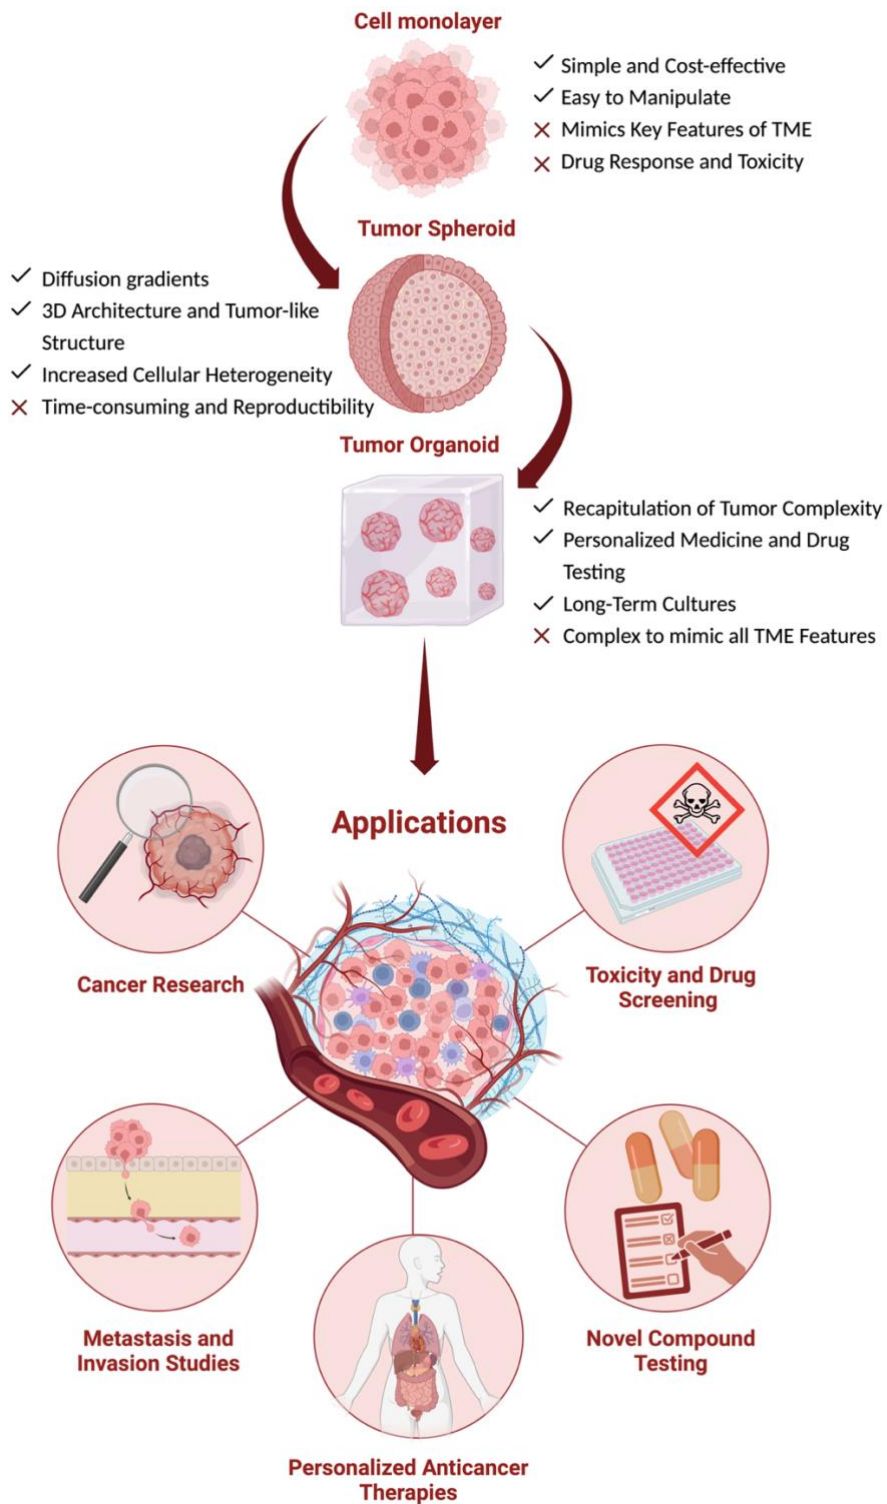 Cell monolayer
✓ Simple and Cost-effective
✓ Easy to Manipulate
✕ Mimics Key Features of TME
✕ Drug Response and Toxicity
Tumor Spheroid
✓ Diffusion gradients
✓ 3D Architecture and Tumor-like
Structure
✓ Increased Cellular Heterogeneity
✕ Time-consuming and Reproductibility
Tumor Organoid
✓ Recapitulation of Tumor Complexity
✓ Personalized Medicine and Drug
Testing
✓ Long-Term Cultures
✕ Complex to mimic all TME Features
Applications
Cancer Research
Toxicity and Drug
Screening
Metastasis and
Invasion Studies
Novel Compound
Testing
Personalized Anticancer
Therapies